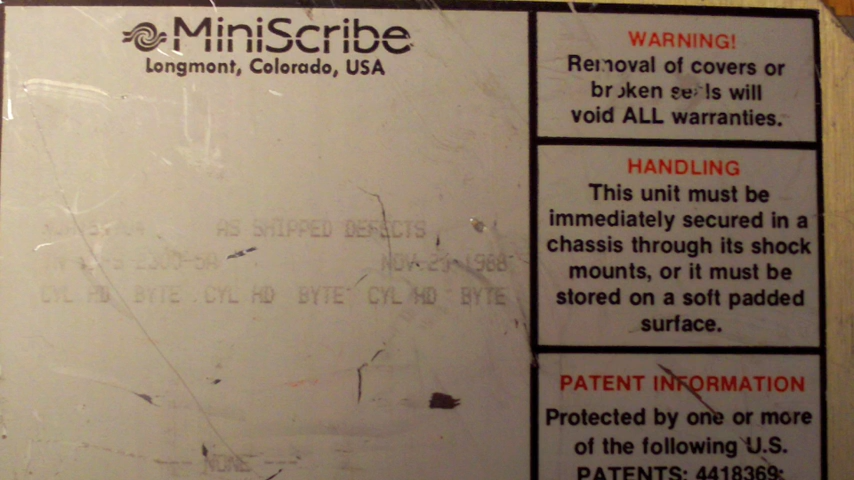 MiniScribe
Longmont, Colorado, USA
AS SHIPPED DEFECTS
1988
CYL HD BYTE CYL HD BYTE CYL HD BYTE
--- NONE ---
WARNING!
Removal of covers or
broken seals will
void ALL warranties.
HANDLING
This unit must be
immediately secured in a
chassis through its shock
mounts, or it must be
stored on a soft padded
surface.
PATENT INFORMATION
Protected by one or more
of the following U.S.
PATENTS: 4418369;